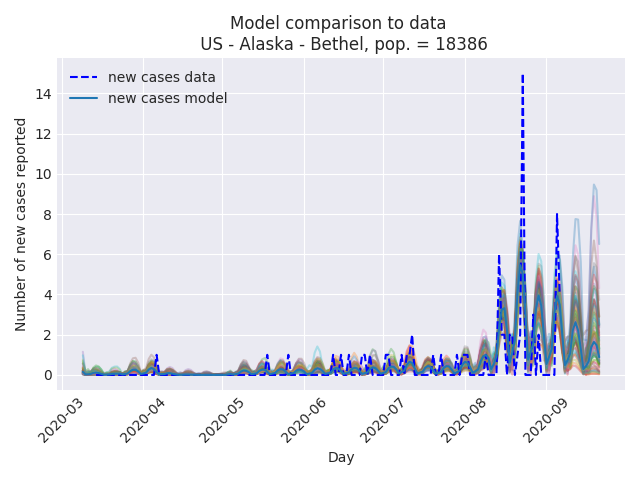 Model comparison to data
US - Alaska - Bethel, pop. = 18386
new cases data
new cases model
Number of new cases reported
14
12
10
8
6
4
2
0
2020-03
2020-04
2020-05
2020-06
2020-07
2020-08
2020-09
Day